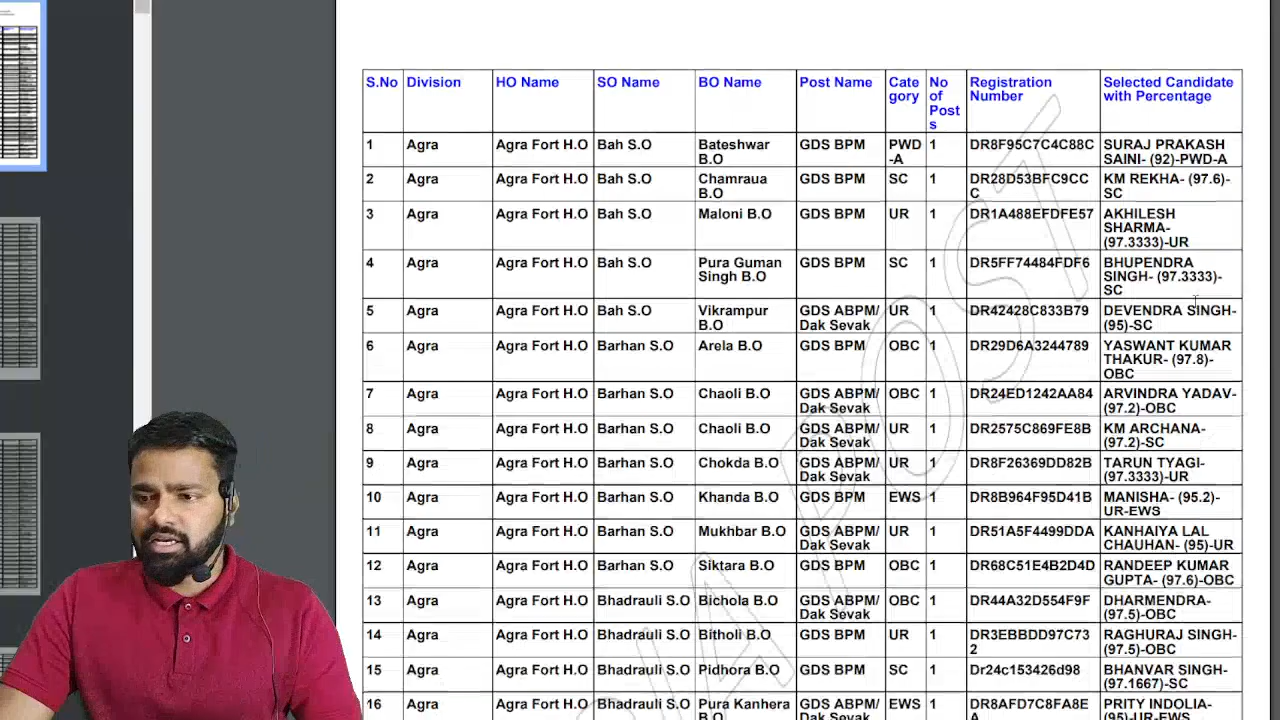 S.No Division HO Name SO Name BO Name Post Name Cate gory No of Post s Registration Number Selected Candidate with Percentage
1 Agra Agra Fort H.O Bah S.O Bateshwar B.O GDS BPM PWD -A 1 DR8F95C7C4C88C SURAJ PRAKASH SAINI- (92)-PWD-A
2 Agra Agra Fort H.O Bah S.O Chamraua B.O GDS BPM SC 1 DR28D53BFC9CC C KM REKHA- (97.6)- SC
3 Agra Agra Fort H.O Bah S.O Maloni B.O GDS BPM UR 1 DR1A488EFDFE57 AKHILESH SHARMA- (97.3333)-UR
4 Agra Agra Fort H.O Bah S.O Pura Guman Singh B.O GDS BPM SC 1 DR5FF74484FDF6 BHUPENDRA SINGH- (97.3333)- SC
5 Agra Agra Fort H.O Bah S.O Vikrampur B.O GDS ABPM/ Dak Sevak UR 1 DR42428C833B79 DEVENDRA SINGH- (95)-SC
6 Agra Agra Fort H.O Barhan S.O Arela B.O GDS BPM OBC 1 DR29D6A3244789 YASWANT KUMAR THAKUR- (97.8)- OBC
7 Agra Agra Fort H.O Barhan S.O Chaoli B.O GDS ABPM/ Dak Sevak OBC 1 DR24ED1242AA84 ARVINDRA YADAV- (97.2)-OBC
8 Agra Agra Fort H.O Barhan S.O Chaoli B.O GDS ABPM/ Dak Sevak UR 1 DR2575C869FE8B KM ARCHANA- (97.2)-SC
9 Agra Agra Fort H.O Barhan S.O Chokda B.O GDS ABPM/ Dak Sevak UR 1 DR8F26369DD82B TARUN TYAGI- (97.3333)-UR
10 Agra Agra Fort H.O Barhan S.O Khanda B.O GDS BPM EWS 1 DR8B964F95D41B MANISHA- (95.2)- UR-EWS
11 Agra Agra Fort H.O Barhan S.O Mukhbar B.O GDS ABPM/ Dak Sevak UR 1 DR51A5F4499DDA KANHAIYA LAL CHAUHAN- (95)-UR
12 Agra Agra Fort H.O Barhan S.O Siktara B.O GDS BPM OBC 1 DR68C51E4B2D4D RANDEEP KUMAR GUPTA- (97.6)-OBC
13 Agra Agra Fort H.O Bhadrauli S.O Bichola B.O GDS ABPM/ Dak Sevak OBC 1 DR44A32D554F9F DHARMENDRA- (97.5)-OBC
14 Agra Agra Fort H.O Bhadrauli S.O Bitholi B.O GDS BPM UR 1 DR3EBBDD97C73 2 RAGHURAJ SINGH- (97.5)-OBC
15 Agra Agra Fort H.O Bhadrauli S.O Pidhora B.O GDS BPM SC 1 Dr24c153426d98 BHANVAR SINGH- (97.1667)-SC
16 Agra Agra Fort H.O Bhadrauli S.O Pura Kanhera B.O GDS BPM EWS 1 DR8AFD7C8FA8E A PRITY INDOLIA- (95)-UR-EWS